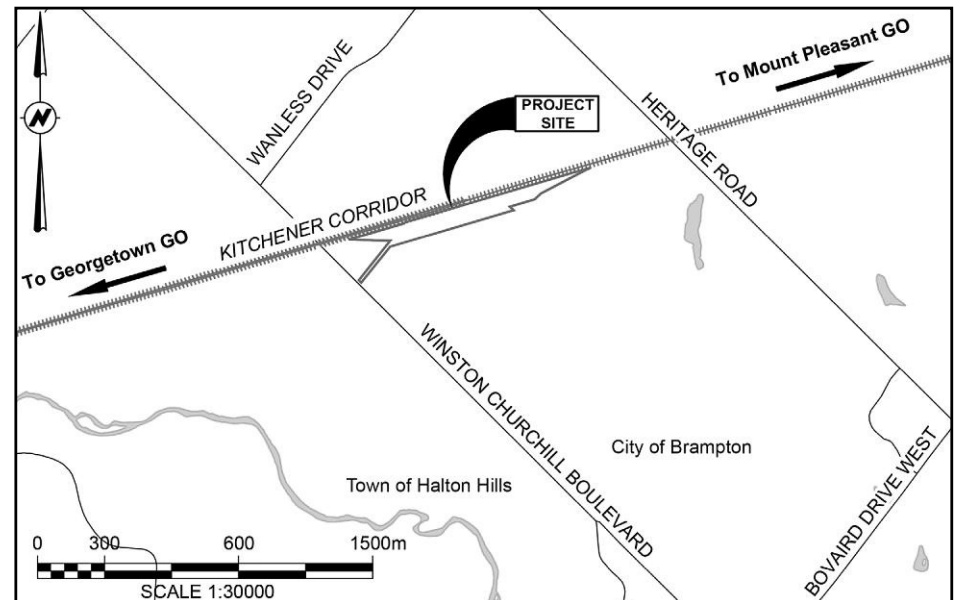 To Mount Pleasant GO
WANLESS DRIVE
PROJECT
SITE
HERITAGE ROAD
N
KITCHENER CORRIDOR
To Georgetown GO
WINSTON CHURCHILL BOULEVARD
City of Brampton
Town of Halton Hills
BOVAIRD DRIVE WEST
0 300 600 1500m
SCALE 1:30000